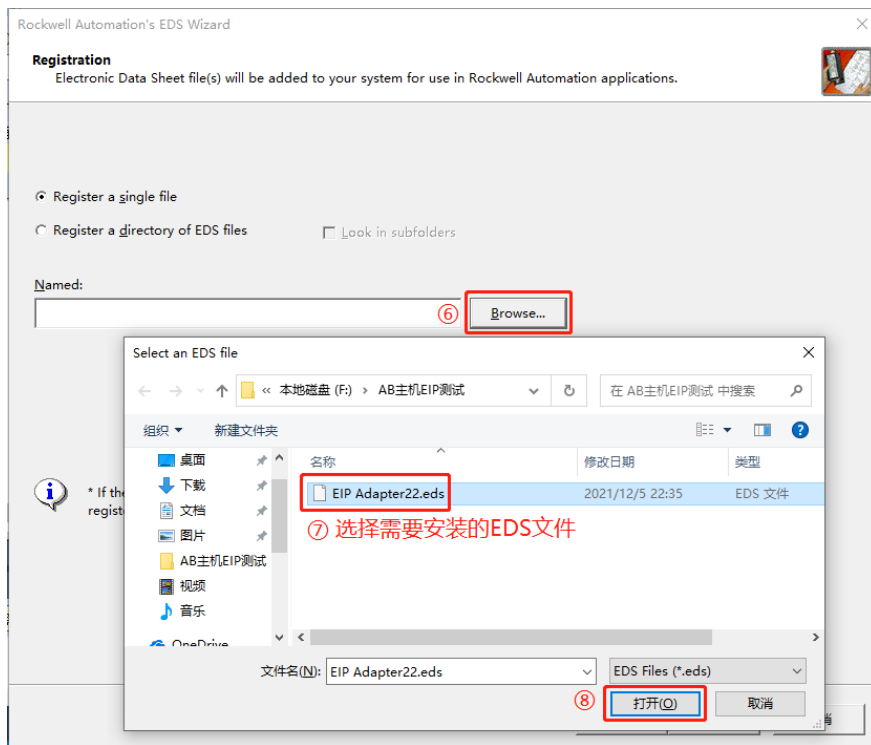 Rockwell Automation's EDS Wizard
Registration
Electronic Data Sheet file(s) will be added to your system for use in Rockwell Automation applications.
Register a single file
Register a directory of EDS files
Look in subfolders
Named:
⑥
Browse...
Select an EDS file
« 本地磁盘 (F:) › AB主机EIP测试
在 AB主机EIP测试 中搜索
组织
新建文件夹
桌面
下载
文档
图片
AB主机EIP测试
视频
音乐
OneDrive
名称
修改日期
类型
EIP Adapter22.eds
2021/12/5 22:35
EDS 文件
⑦ 选择需要安装的EDS文件
* If the
regist
文件名(N):
EIP Adapter22.eds
EDS Files (*.eds)
⑧
打开(O)
取消